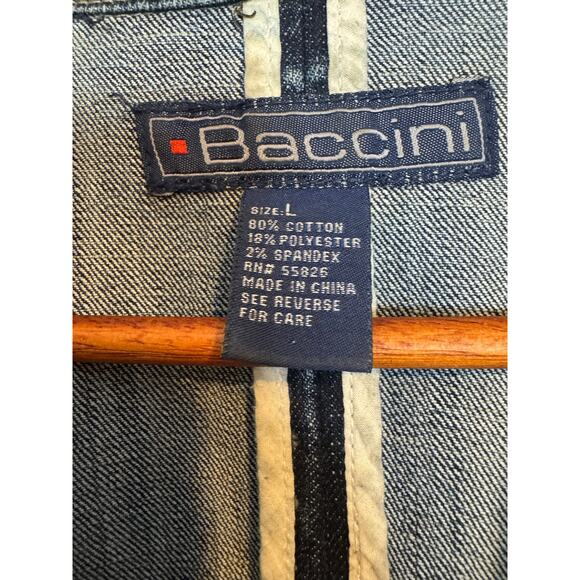 Baccini
SIZE: L
80% COTTON
18% POLYESTER
2% SPANDEX
RN# 55826
MADE IN CHINA
SEE REVERSE
FOR CARE